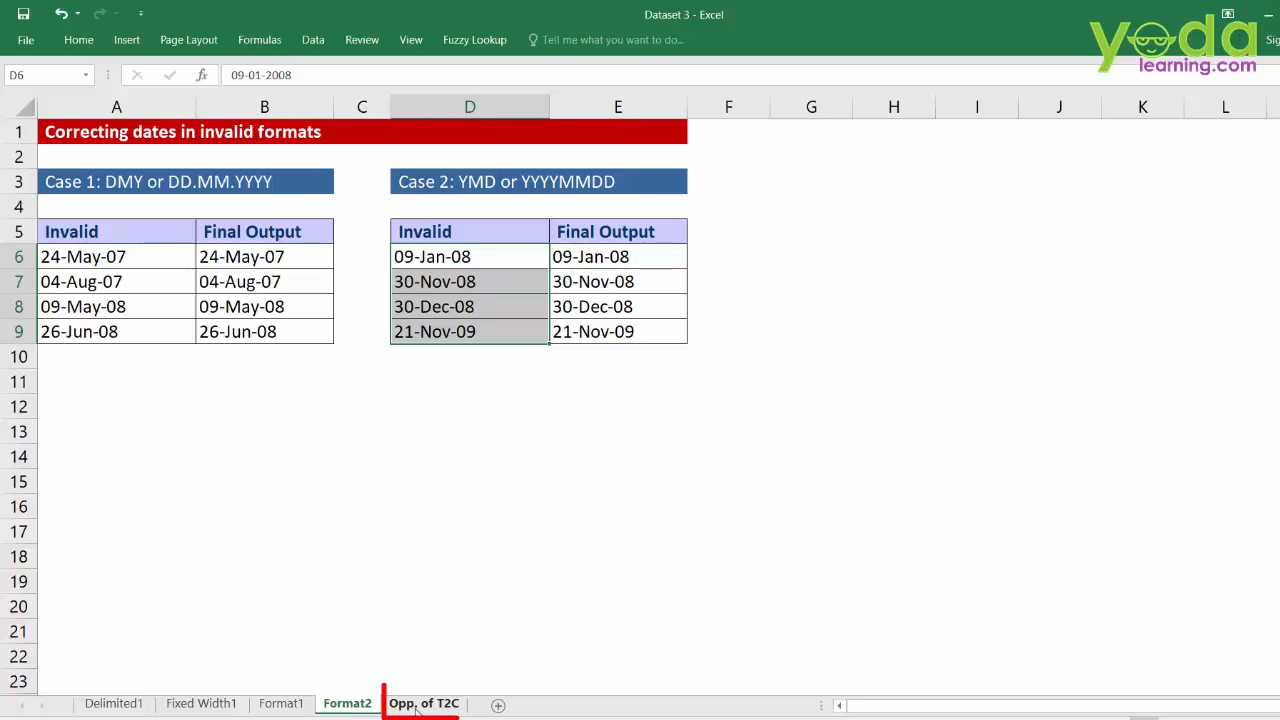 Dataset 3 - Excel
File Home Insert Page Layout Formulas Data Review View Fuzzy Lookup Tell me what you want to do...
yoda
learning.com
D6 fx 09-01-2008
A B C D E F G H I J K L
1 Correcting dates in invalid formats
2
3 Case 1: DMY or DD.MM.YYYY Case 2: YMD or YYYYMMDD
4
5 Invalid Final Output Invalid Final Output
6 24-May-07 24-May-07 09-Jan-08 09-Jan-08
7 04-Aug-07 04-Aug-07 30-Nov-08 30-Nov-08
8 09-May-08 09-May-08 30-Dec-08 30-Dec-08
9 26-Jun-08 26-Jun-08 21-Nov-09 21-Nov-09
10
11
12
13
14
15
16
17
18
19
20
21
22
23
Delimited1 Fixed Width1 Format1 Format2 Opp. of T2C